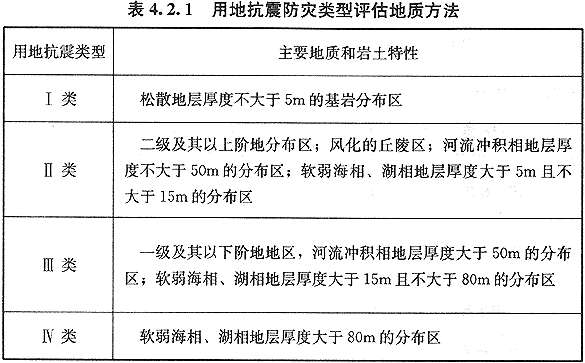 表 4.2.1 用地抗震防灾类型评估地质方法
用地抗震类型 主要地质和岩土特性
Ⅰ 类 松散地层厚度不大于 5m 的基岩分布区
二级及其以上阶地分布区；风化的丘陵区；河流冲积相地层厚
Ⅱ 类 度不大于 50m 的分布区；软弱海相、湖相地层厚度大于 5m 且不
大于 15m 的分布区
一级及其以下阶地地区，河流冲积相地层厚度大于 50m 的分布
Ⅲ 类 区；软弱海相、湖相地层厚度大于 15m 且不大于 80m 的分布区
Ⅳ 类 软弱海相、湖相地层厚度大于 80m 的分布区